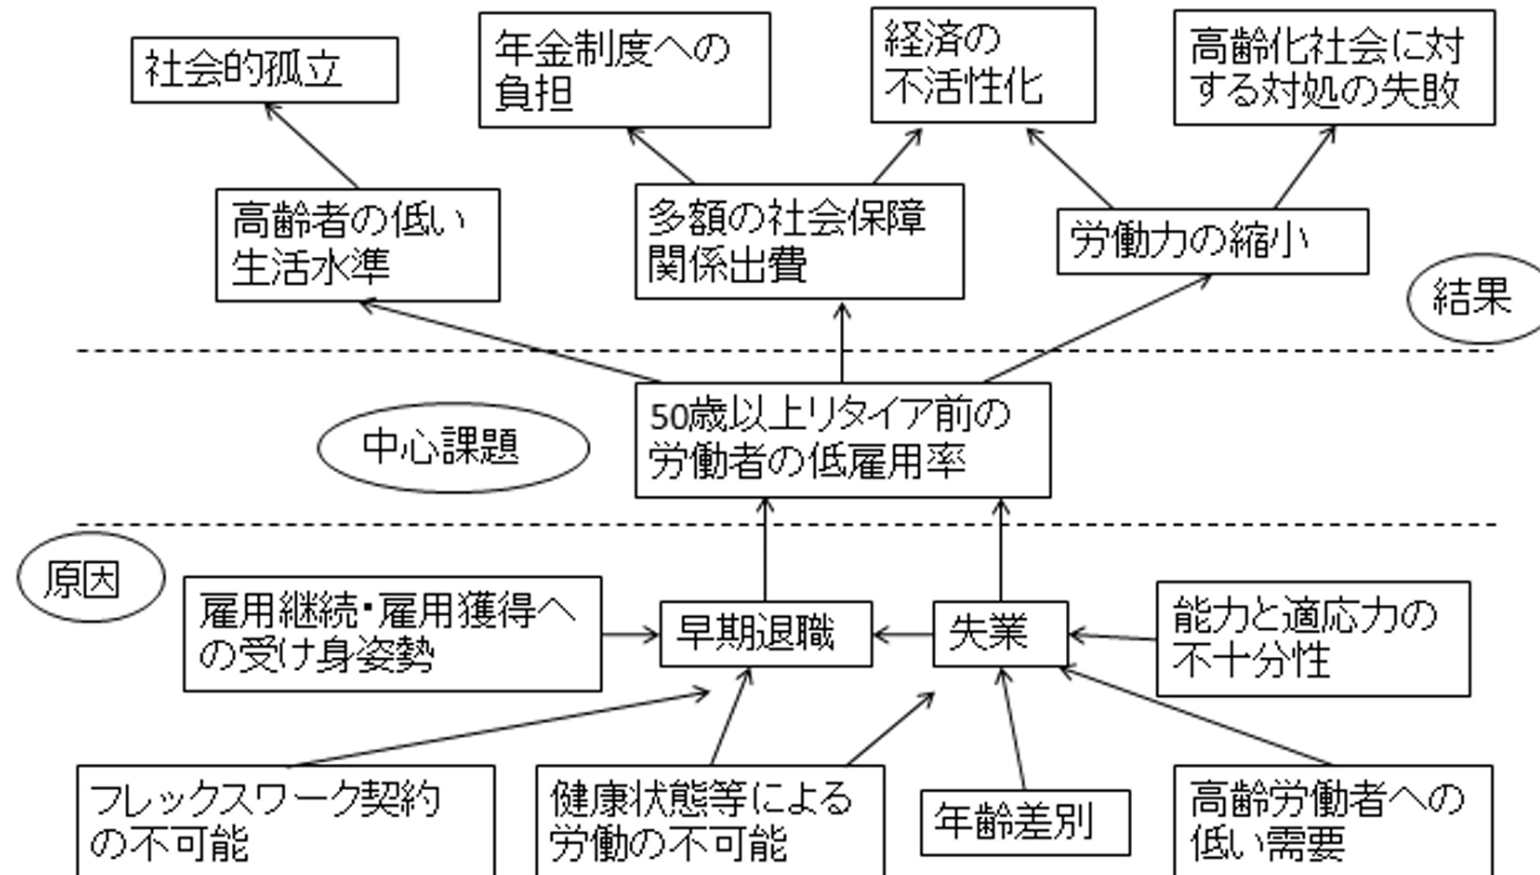 社会的孤立
年金制度への
負担
経済の
不活性化
高齢化社会に対
する対処の失敗
高齢者の低い
生活水準
多額の社会保障
関係出費
労働力の縮小
結果
中心課題
50歳以上リタイア前の
労働者の低雇用率
原因
雇用継続・雇用獲得へ
の受け身姿勢
早期退職
失業
能力と適応力の
不十分性
フレックスワーク契約
の不可能
健康状態等による
労働の不可能
年齢差別
高齢労働者への
低い需要